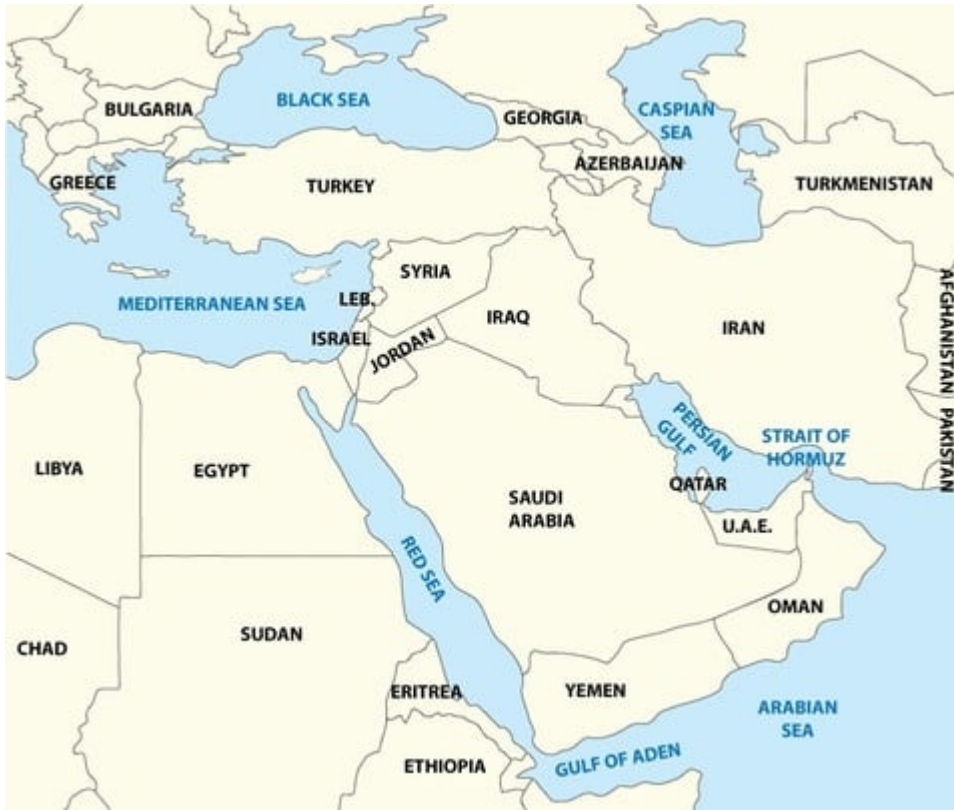 BLACK SEA
BULGARIA
GEORGIA
CASPIAN
SEA
AZERBAIJAN
GREECE
TURKEY
TURKMENISTAN
SYRIA
LEB.
MEDITERRANEAN SEA
IRAQ
IRAN
AFGHANISTAN
ISRAEL
JORDAN
PERSIAN
GULF
STRAIT OF
HORMUZ
PAKISTAN
LIBYA
EGYPT
QATAR
SAUDI
ARABIA
U.A.E.
RED SEA
OMAN
SUDAN
CHAD
ERITREA
YEMEN
ARABIAN
SEA
GULF OF ADEN
ETHIOPIA